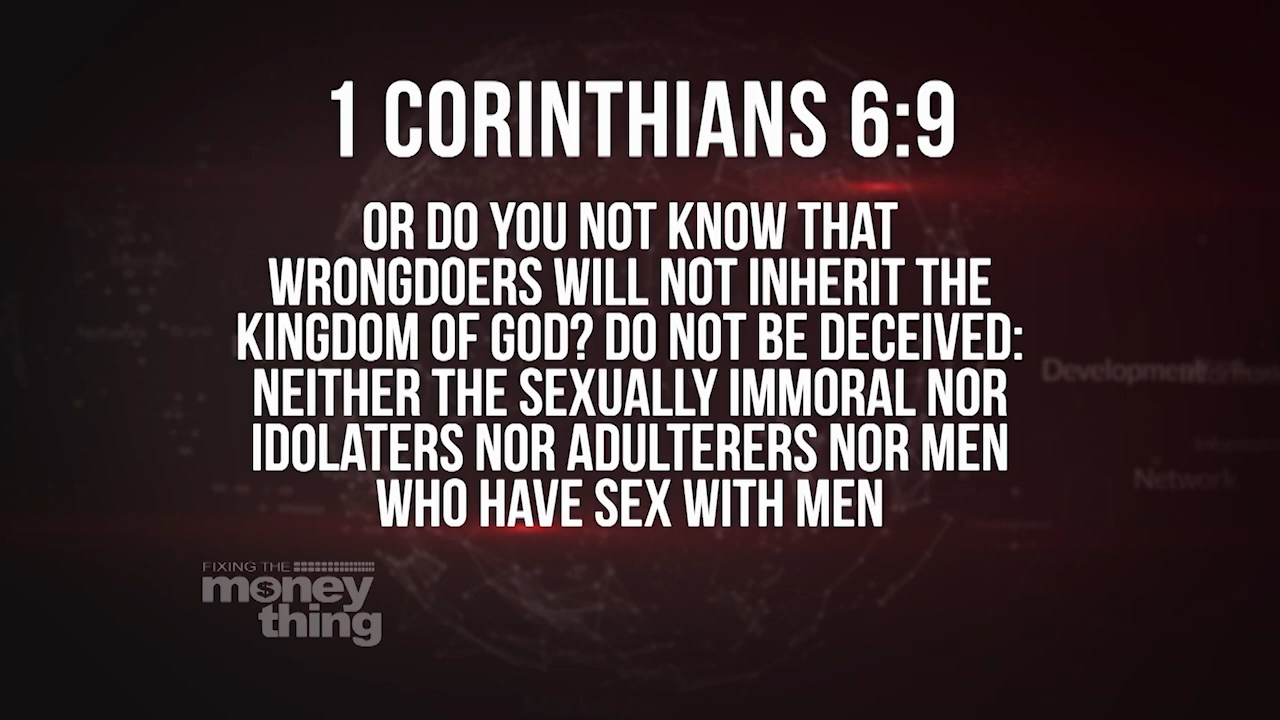 1 CORINTHIANS 6:9
OR DO YOU NOT KNOW THAT
WRONGDOERS WILL NOT INHERIT THE
KINGDOM OF GOD? DO NOT BE DECEIVED:
NEITHER THE SEXUALLY IMMORAL NOR
IDOLATERS NOR ADULTERERS NOR MEN
WHO HAVE SEX WITH MEN
Development
Network
FIXING THE
money
thing